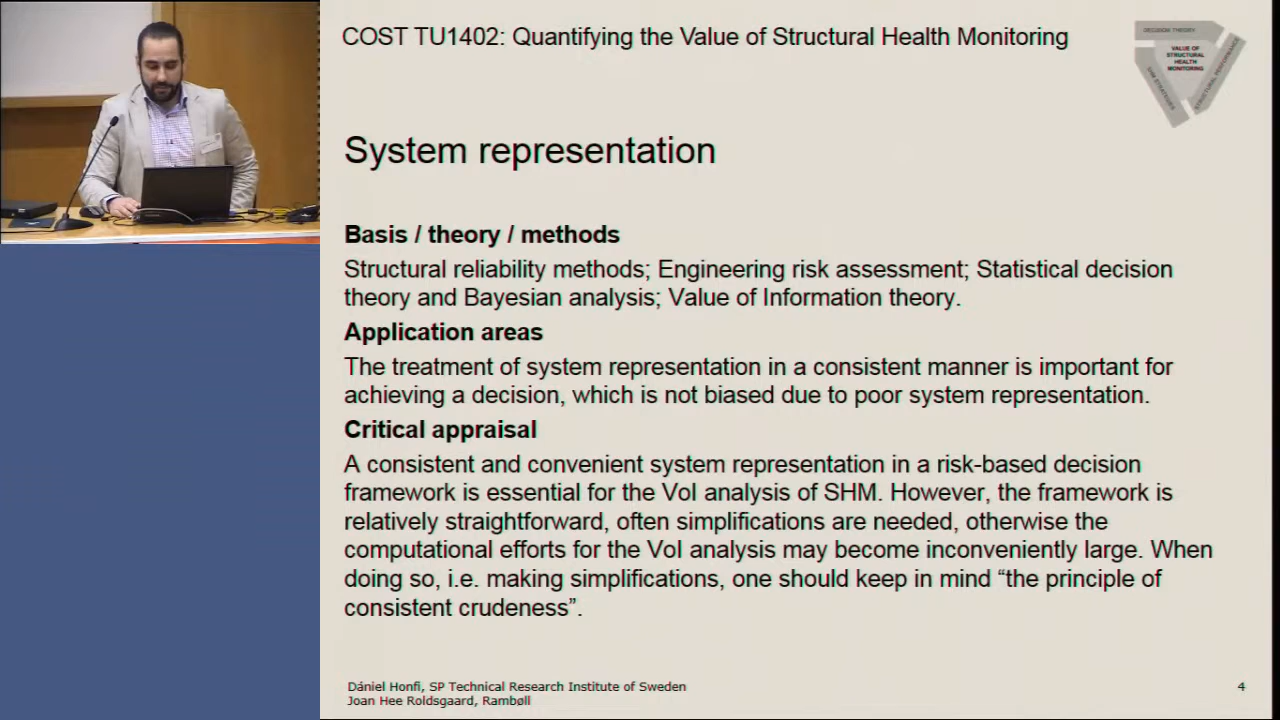 COST TU1402: Quantifying the Value of Structural Health Monitoring
DECISION THEORY
VALUE OF
STRUCTURAL
HEALTH
MONITORING
SHM STRATEGIES
STRUCTURAL PERFORMANCE
System representation
Basis / theory / methods
Structural reliability methods; Engineering risk assessment; Statistical decision
theory and Bayesian analysis; Value of Information theory.
Application areas
The treatment of system representation in a consistent manner is important for
achieving a decision, which is not biased due to poor system representation.
Critical appraisal
A consistent and convenient system representation in a risk-based decision
framework is essential for the VoI analysis of SHM. However, the framework is
relatively straightforward, often simplifications are needed, otherwise the
computational efforts for the VoI analysis may become inconveniently large. When
doing so, i.e. making simplifications, one should keep in mind “the principle of
consistent crudeness”.
Dániel Honfi, SP Technical Research Institute of Sweden
Joan Hee Roldsgaard, Rambøll
4